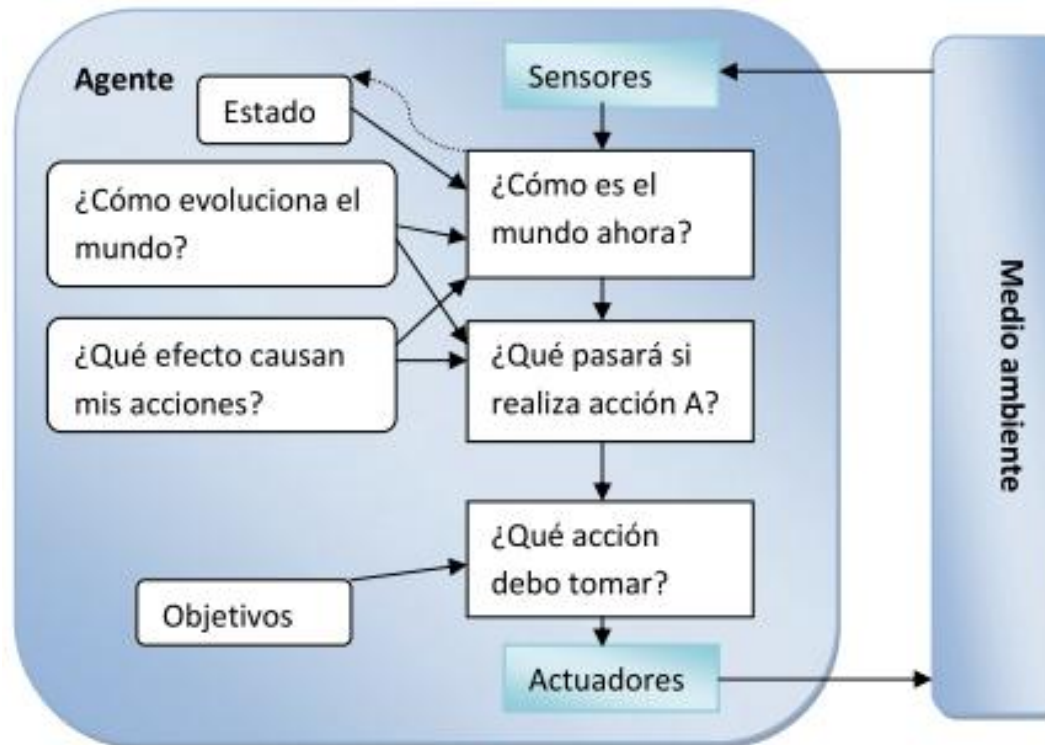 Agente
Sensores
Estado
¿Cómo es el
mundo ahora?
¿Cómo evoluciona el
mundo?
¿Qué efecto causan
mis acciones?
¿Qué pasará si
realiza acción A?
¿Qué acción
debo tomar?
Objetivos
Actuadores
Medio ambiente